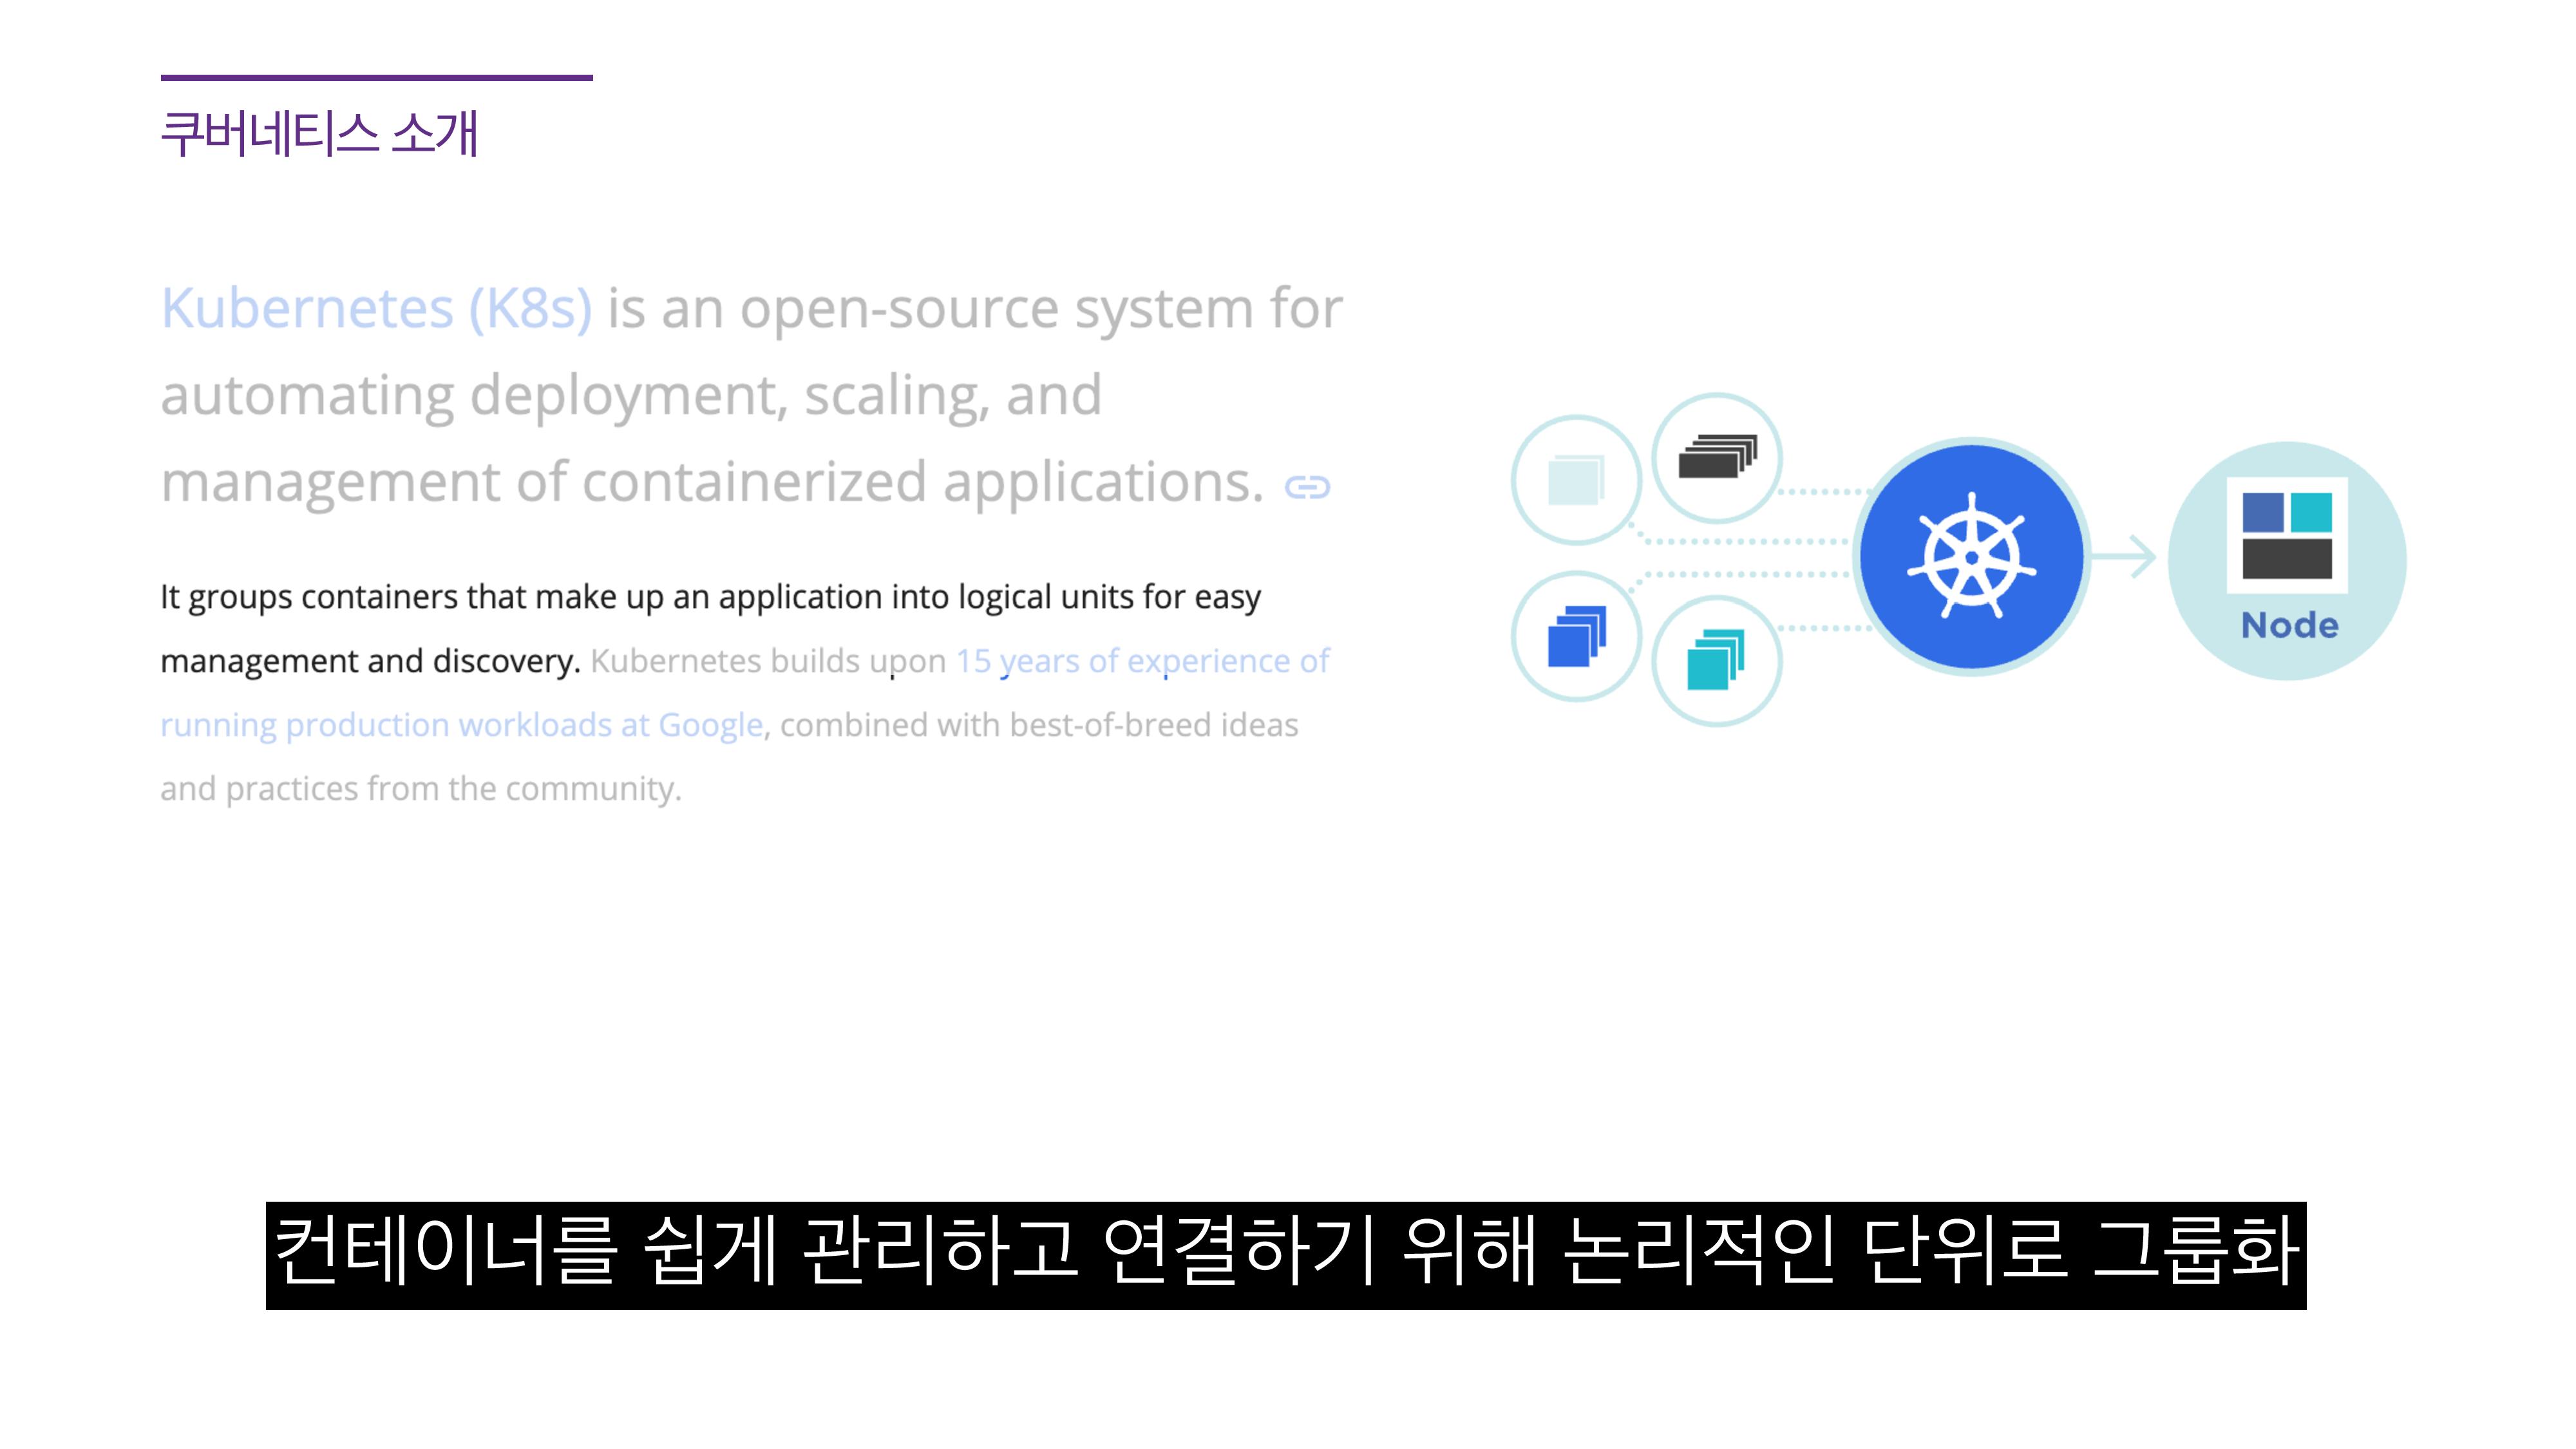 쿠버네티스 소개
Kubernetes (K8s) is an open-source system for
automating deployment, scaling, and
management of containerized applications.
It groups containers that make up an application into logical units for easy
management and discovery. Kubernetes builds upon 15 years of experience of
running production workloads at Google, combined with best-of-breed ideas
and practices from the community.
Node
컨테이너를 쉽게 관리하고 연결하기 위해 논리적인 단위로 그룹화